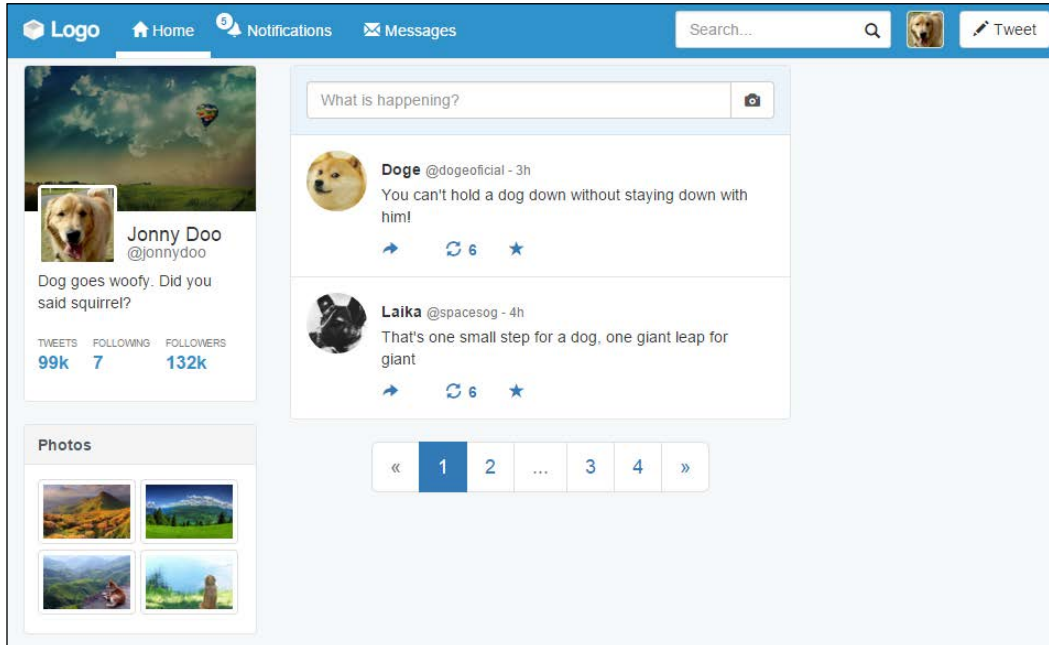 Logo
Home
5
Notifications
Messages
Search...
Tweet
What is happening?
Doge @dogeoficial - 3h
You can't hold a dog down without staying down with
him!
6
Laika @spacesog - 4h
That's one small step for a dog, one giant leap for
giant
6
« 1 2 ... 3 4 »
Jonny Doo
@jonnydoo
Dog goes woofy. Did you
said squirrel?
TWEETS FOLLOWING FOLLOWERS
99k 7 132k
Photos